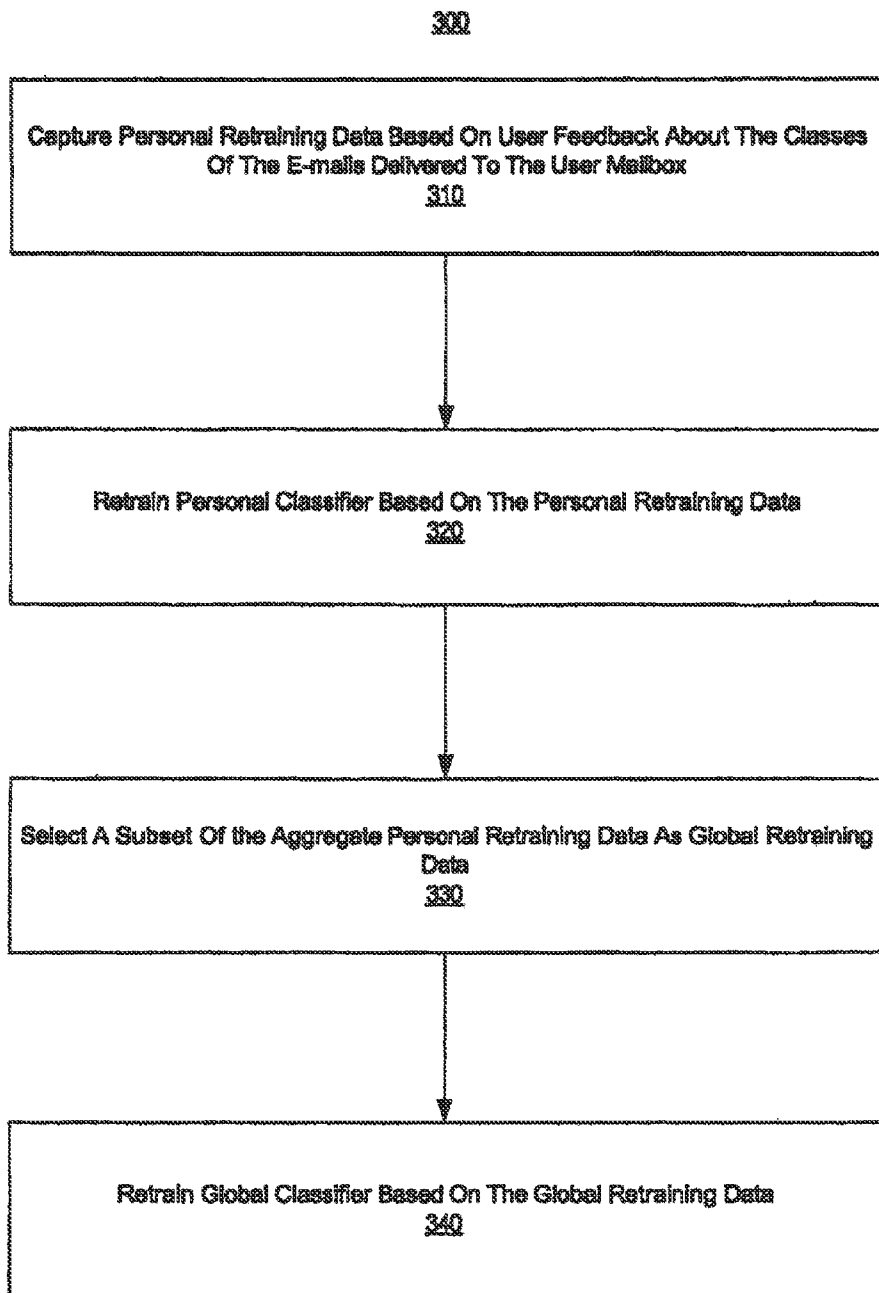 300
Capture Personal Retraining Data Based On User Feedback About The Classes
Of The E-mails Delivered To The User Mailbox
310
Retrain Personal Classifier Based On The Personal Retraining Data
320
Select A Subset Of the Aggregate Personal Retraining Data As Global Retraining
Data
330
Retrain Global Classifier Based On The Global Retraining Data
340